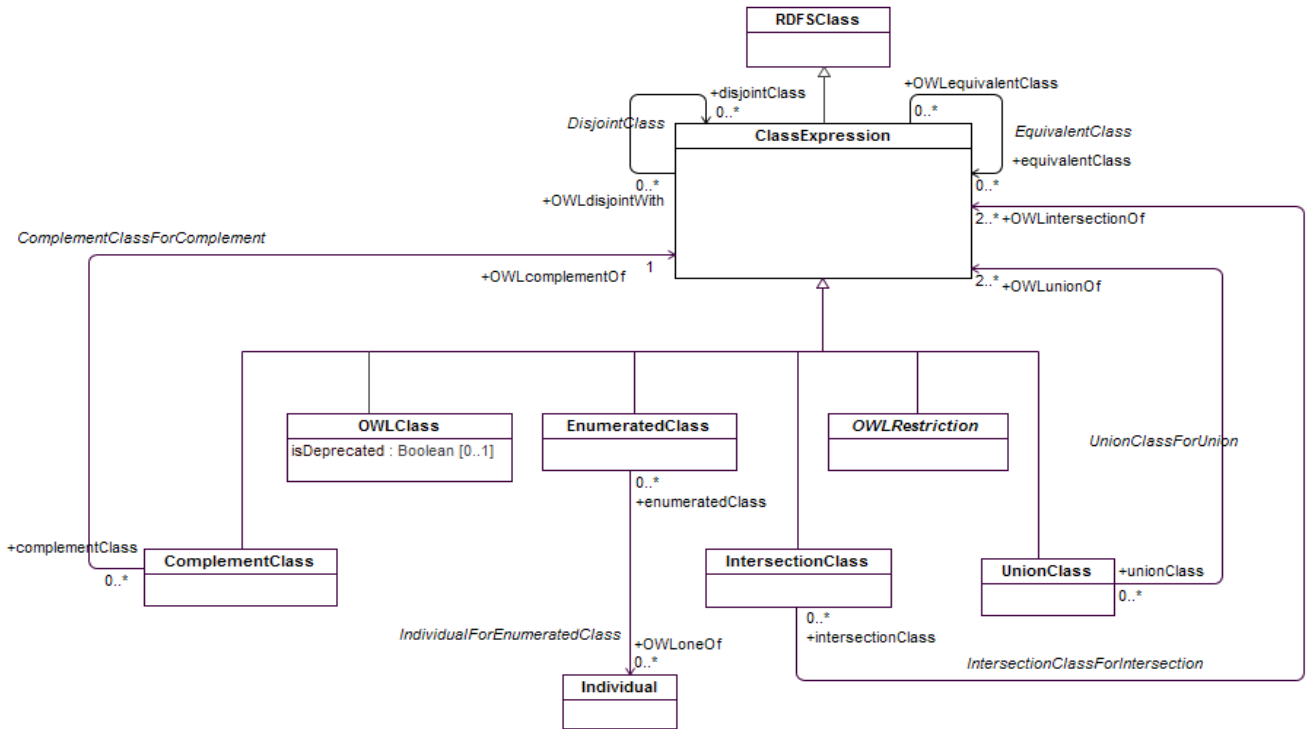 RDFSClass
+disjointClass
0..*
+OWLequivalentClass
0..*
DisjointClass
EquivalentClass
ClassExpression
+equivalentClass
0..*
0..*
+OWLdisjointWith
2..* +OWLintersectionOf
ComplementClassForComplement
1
+OWLcomplementOf
2..* +OWLunionOf
OWLClass
isDeprecated : Boolean [0..1]
EnumeratedClass
OWLRestriction
UnionClassForUnion
0..*
+enumeratedClass
+complementClass
0..*
ComplementClass
IntersectionClass
UnionClass
+unionClass
0..*
0..*
+intersectionClass
IndividualForEnumeratedClass
+OWLoneOf
0..*
IntersectionClassForIntersection
Individual